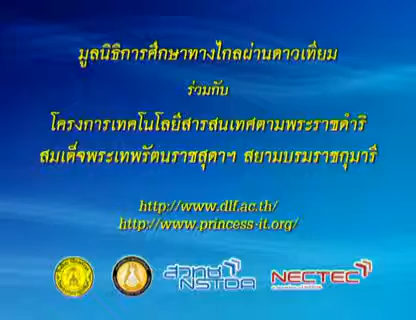 มูลนิธิการศึกษาทางไกลผ่านดาวเทียม
ร่วมกับ
โครงการเทคโนโลยีสารสนเทศตามพระราชดำริ
สมเด็จพระเทพรัตนราชสุดาฯ สยามบรมราชกุมารี
http://www.dlf.ac.th/
http://www.princess-it.org/
สวทช
NSTDA
NECTEC